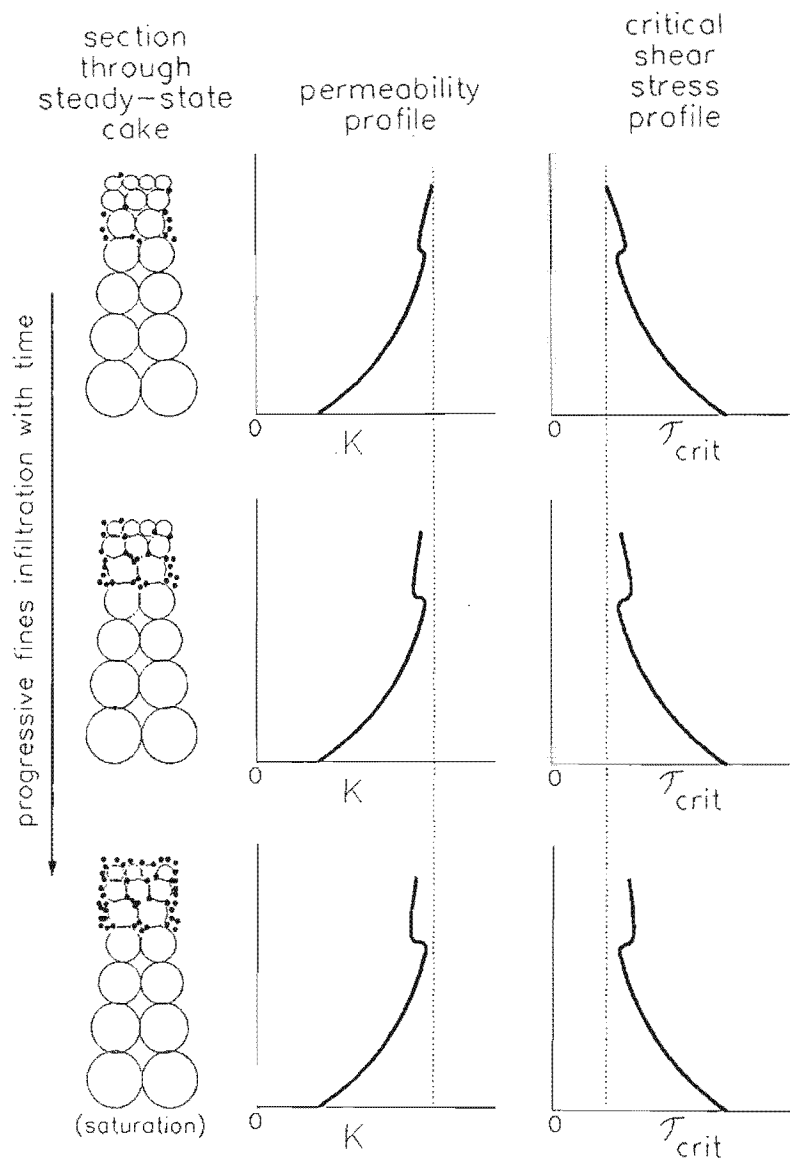 section
through
steady-state
cake
permeability
profile
critical
shear
stress
profile
progressive fines infiltration with time
0
K
0
τcrit
0
K
0
τcrit
(saturation)
0
K
0
τcrit